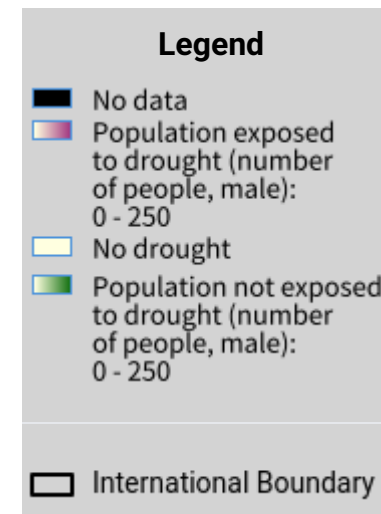 Legend
No data
Population exposed
to drought (number
of people, male):
0 - 250
No drought
Population not exposed
to drought (number
of people, male):
0 - 250
International Boundary